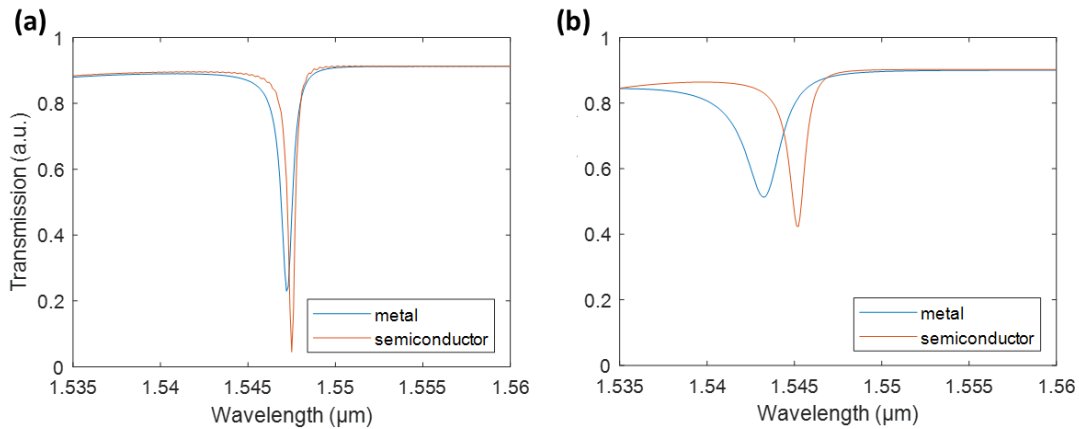 (a)
(b)
1
0.8
0.6
0.4
0.2
0
Transmission (a.u.)
metal
semiconductor
1.535
1.54
1.545
1.55
1.555
1.56
Wavelength (μm)
1
0.8
0.6
0.4
0.2
0
metal
semiconductor
1.535
1.54
1.545
1.55
1.555
1.56
Wavelength (μm)